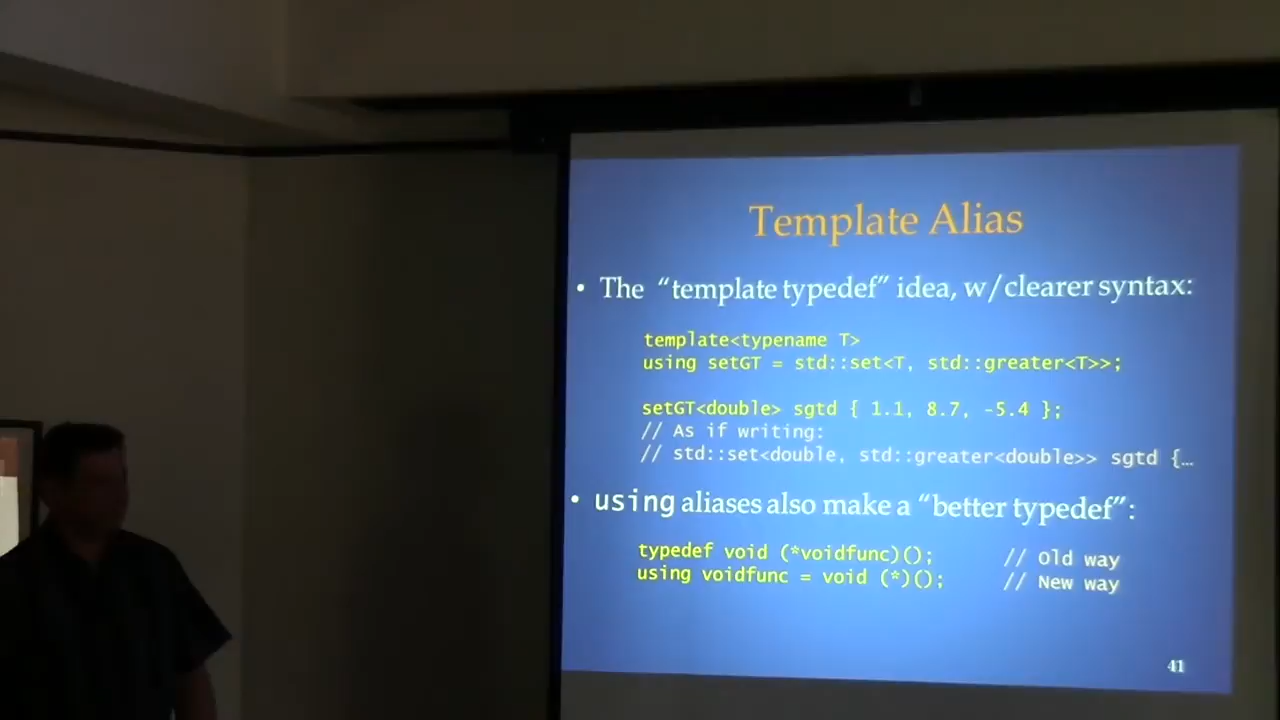 Template Alias
• The “template typedef” idea, w/clearer syntax:
template<typename T>
using setGT = std::set<T, std::greater<T>>;
setGT<double> sgtd { 1.1, 8.7, -5.4 };
// As if writing:
// std::set<double, std::greater<double>> sgtd {…
• using aliases also make a “better typedef”:
typedef void (*voidfunc)(); // Old way
using voidfunc = void (*)(); // New way
41